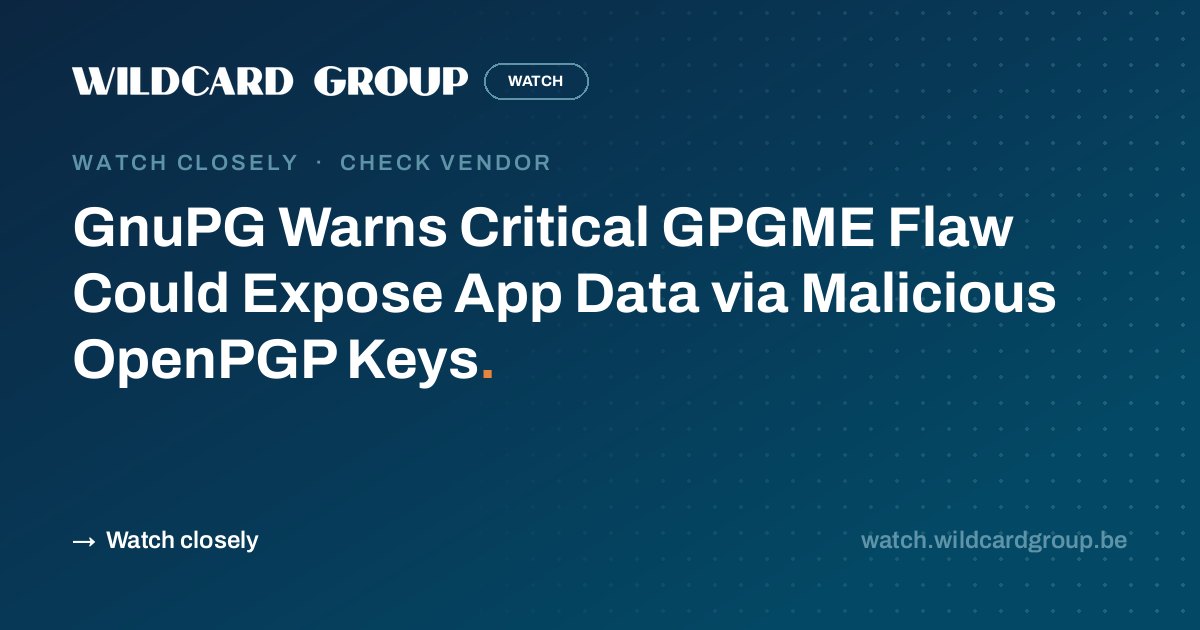 WILDCARD GROUP WATCH
WATCH CLOSELY · CHECK VENDOR
GnuPG Warns Critical GPGME Flaw
Could Expose App Data via Malicious
OpenPGP Keys.
→ Watch closely
watch.wildcardgroup.be